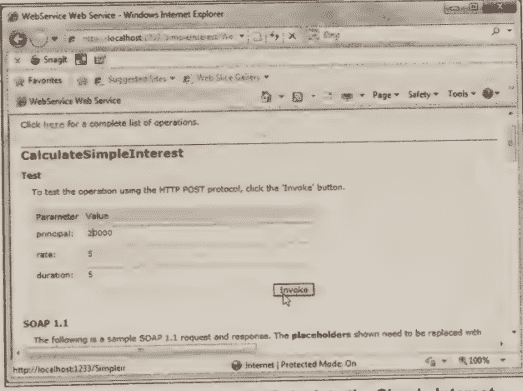 WebService Web Service - Windows Internet Explorer
localhost
Bing
Snagit
Favorites Suggested Sites Web Slice Gallery
WebService Web Service Page Safety Tools
Click here for a complete list of operations.
CalculateSimpleInterest
Test
To test the operation using the HTTP POST protocol, click the 'Invoke' button.
Parameter Value
principal: 20000
rate: 5
duration: 5
Invoke
SOAP 1.1
The following is a sample SOAP 1.1 request and response. The placeholders shown need to be replaced with
http://localhost:1233/Simpleir Internet | Protected Mode: On 100%